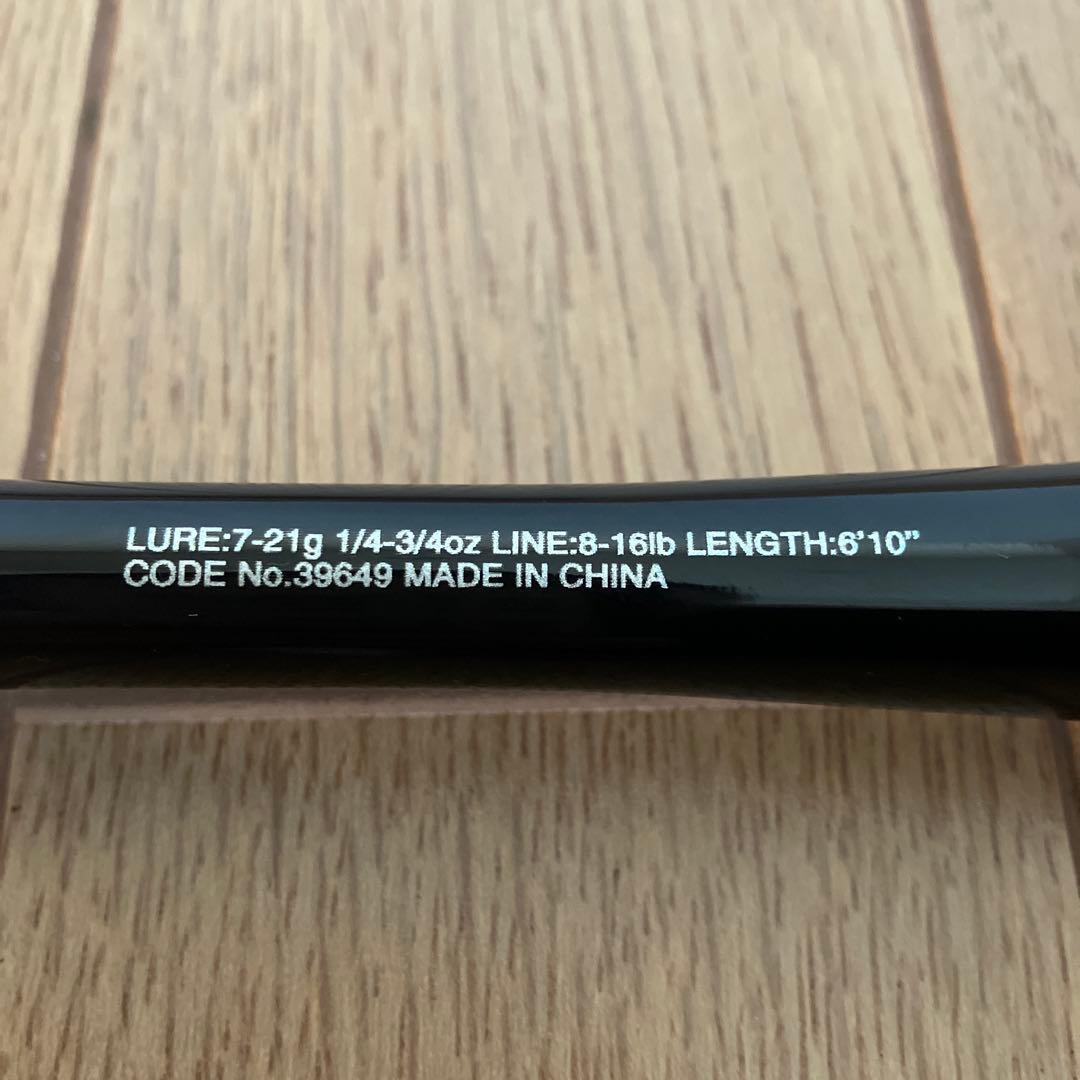 LURE:7-21g 1/4-3/4oz LINE:8-16lb LENGTH:6'10”
CODE No.39649 MADE IN CHINA